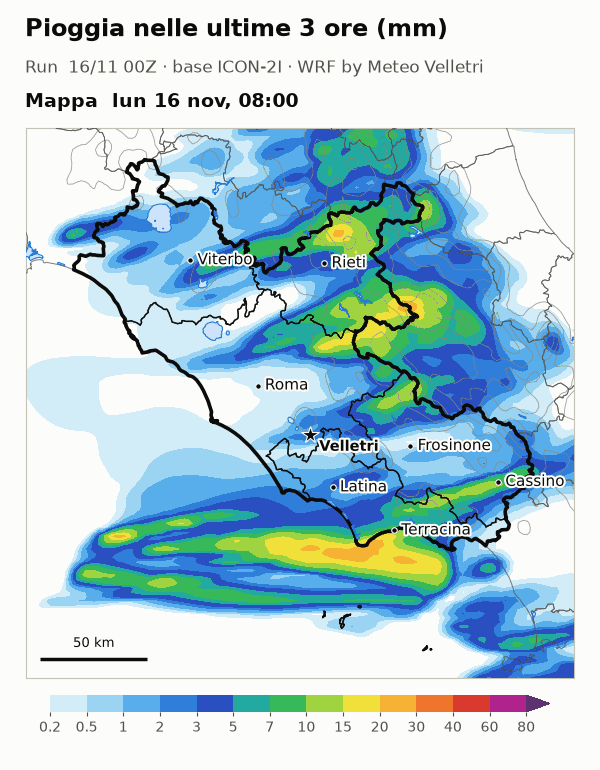 Pioggia nelle ultime 3 ore (mm)
Run 16/11 00Z · base ICON-2I · WRF by Meteo Velletri
Mappa lun 16 nov, 08:00
Viterbo
Rieti
Roma
Velletri
Frosinone
Latina
Cassino
Terracina
50 km
0.2 0.5 1 2 3 5 7 10 15 20 30 40 60 80